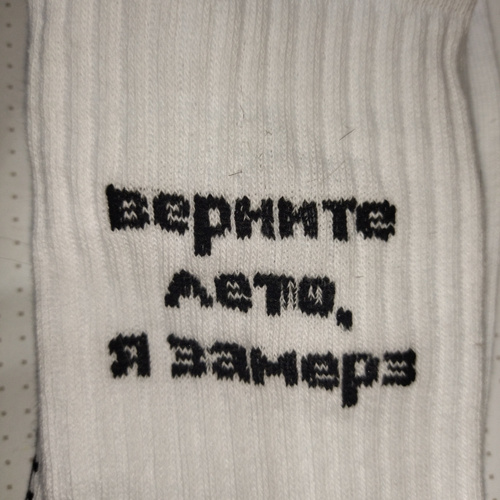 верните
лето,
я замерз